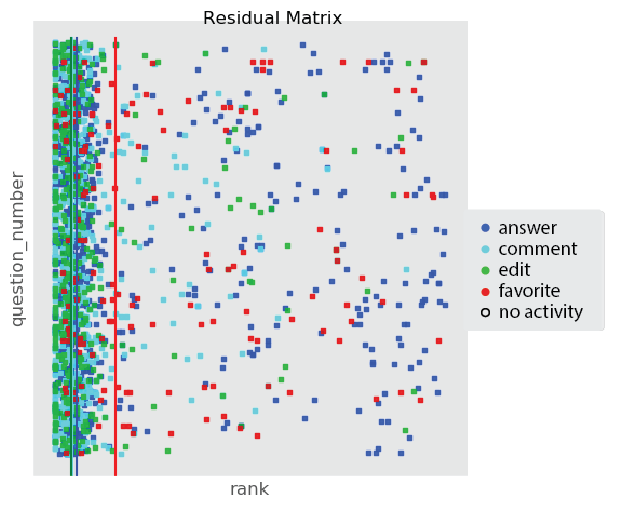 Residual Matrix
question_number
answer
comment
edit
favorite
no activity
rank